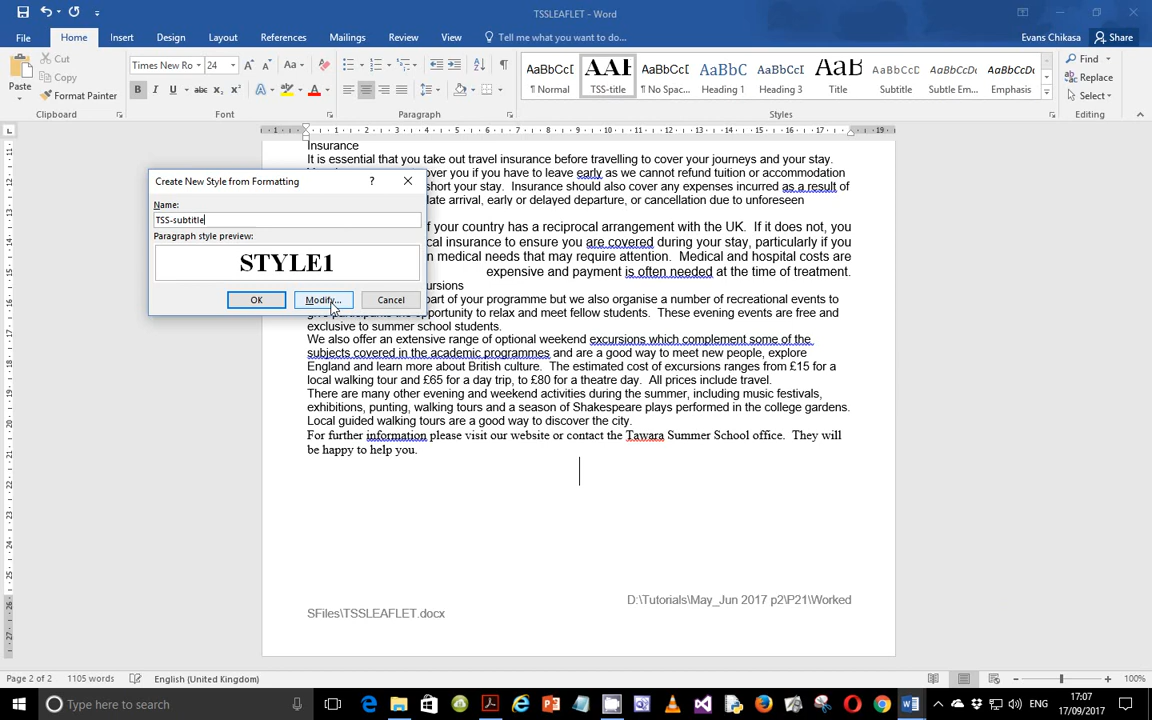 TSSLEAFLET - Word
File Home Insert Design Layout References Mailings Review View Tell me what you want to do... Evans Chikasa Share
Paste Cut Copy Format Painter
Times New Ro 24
B I U abc X₂ X² A A Aa
AaBbCcI ¶ Normal
AAE TSS-title
AaBbCcI ¶ No Spac...
AaBbC Heading 1
AaBbCc Heading 3
AaB Title
AaBbCcD Subtitle
AaBbCcDc Subtle Em...
AaBbCcDc Emphasis
Find Replace Select
Clipboard Font Paragraph Styles Editing
Insurance
It is essential that you take out travel insurance before travelling to cover your journeys and your stay.
over you if you have to leave early as we cannot refund tuition or accommodation
short your stay. Insurance should also cover any expenses incurred as a result of
late arrival, early or delayed departure, or cancellation due to unforeseen
f your country has a reciprocal arrangement with the UK. If it does not, you
cal insurance to ensure you are covered during your stay, particularly if you
n medical needs that may require attention. Medical and hospital costs are
expensive and payment is often needed at the time of treatment.
ursions
part of your programme but we also organise a number of recreational events to
give participants the opportunity to relax and meet fellow students. These evening events are free and
exclusive to summer school students.
We also offer an extensive range of optional weekend excursions which complement some of the
subjects covered in the academic programmes and are a good way to meet new people, explore
England and learn more about British culture. The estimated cost of excursions ranges from £15 for a
local walking tour and £65 for a day trip, to £80 for a theatre day. All prices include travel.
There are many other evening and weekend activities during the summer, including music festivals,
exhibitions, punting, walking tours and a season of Shakespeare plays performed in the college gardens.
Local guided walking tours are a good way to discover the city.
For further information please visit our website or contact the Tawara Summer School office. They will
be happy to help you.
D:\Tutorials\May_Jun 2017 p2\P21\Worked
SFiles\TSSLEAFLET.docx
Create New Style from Formatting ?
Name:
TSS-subtitle
Paragraph style preview:
STYLE1
OK Modify... Cancel
Page 2 of 2 1105 words English (United Kingdom) 100%
Type here to search ENG 17:07
17/09/2017